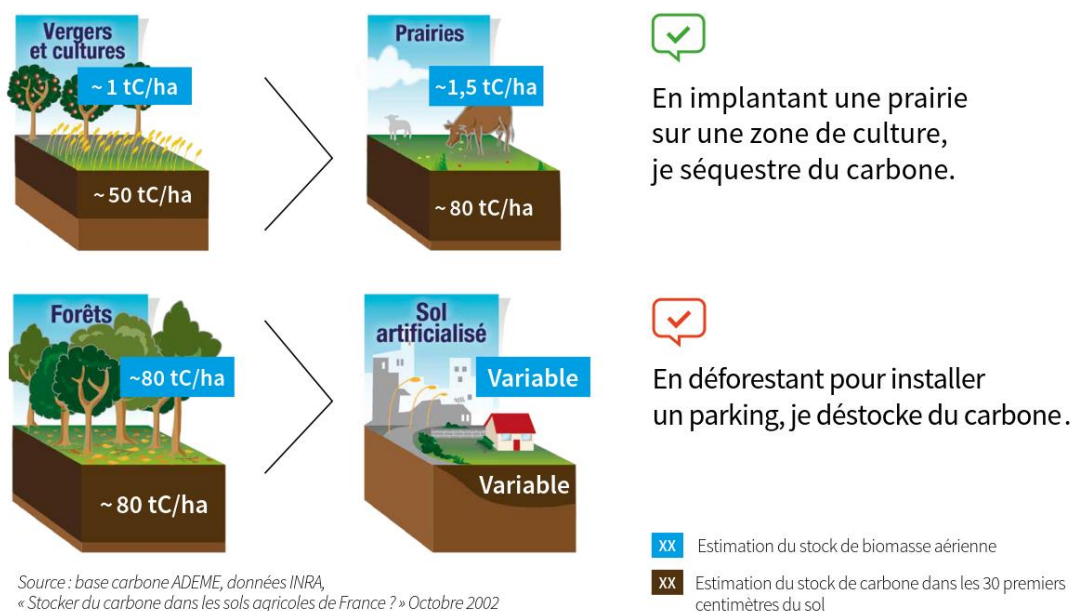 Vergers
et cultures
~ 1 tC/ha
~ 50 tC/ha
Prairies
~1,5 tC/ha
~ 80 tC/ha
En implantant une prairie
sur une zone de culture,
je séquestre du carbone.
Forêts
~80 tC/ha
~ 80 tC/ha
Sol
artificialisé
Variable
Variable
En déforestant pour installer
un parking, je déstocke du carbone.
XX Estimation du stock de biomasse aérienne
XX Estimation du stock de carbone dans les 30 premiers
centimètres du sol
Source : base carbone ADEME, données INRA,
« Stocker du carbone dans les sols agricoles de France ? » Octobre 2002